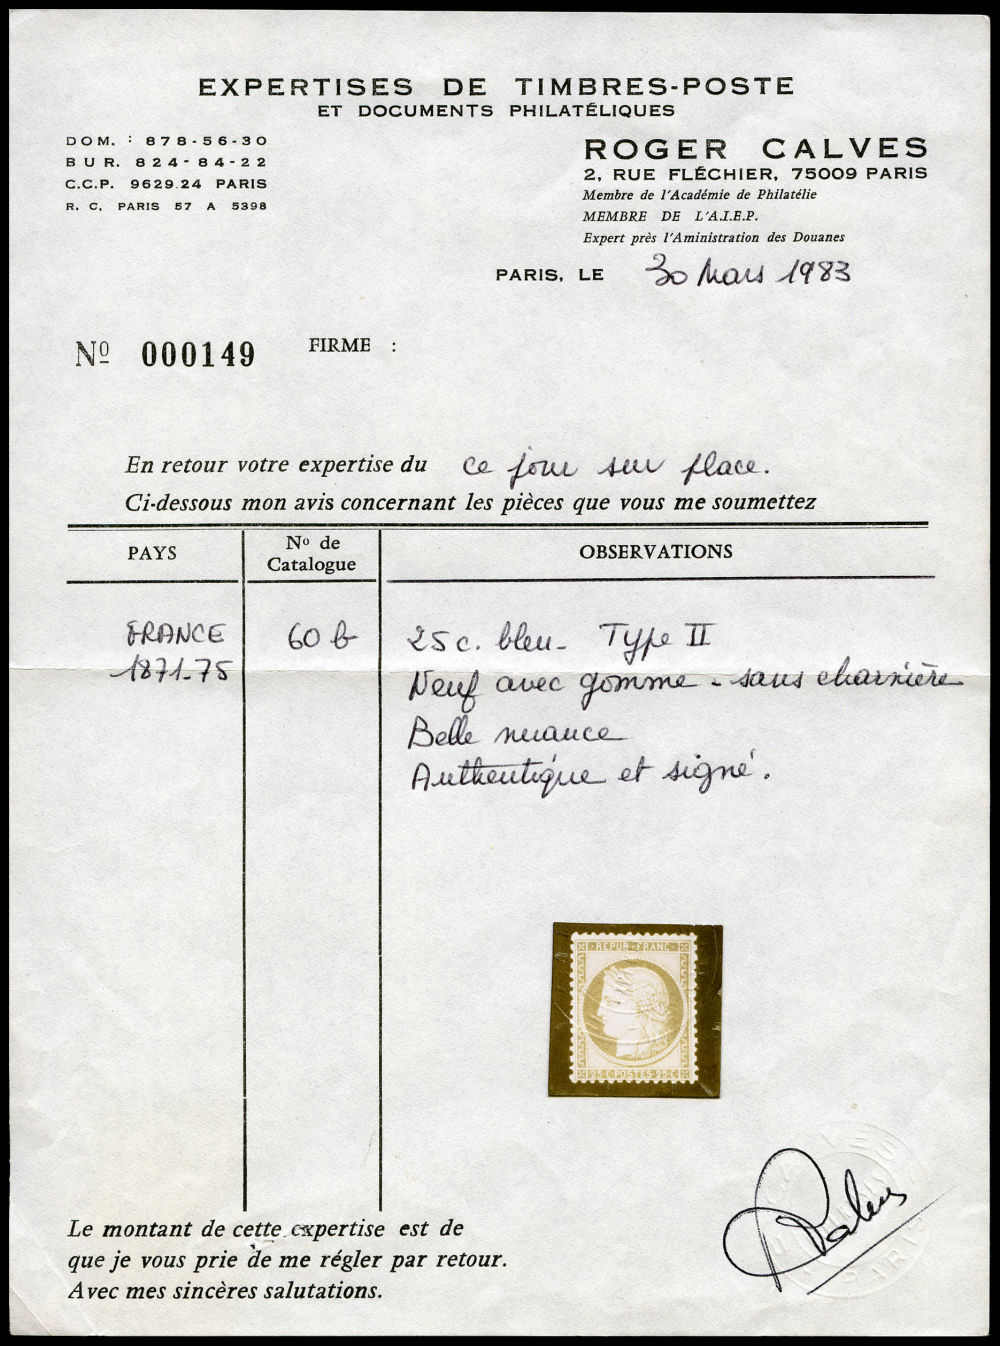 EXPERTISES DE TIMBRES-POSTE
ET DOCUMENTS PHILATÉLIQUES
DOM. : 878-56-30
BUR. 824-84-22
C.C.P. 9629.24 PARIS
R. C. PARIS 57 A 5398
ROGER CALVES
2, RUE FLÉCHIER, 75009 PARIS
Membre de l'Académie de Philatélie
MEMBRE DE L'A.I.E.P.
Expert près l'Aministration des Douanes
PARIS, LE 30 Mars 1983
Nº 000149 FIRME :
En retour votre expertise du ce jour sur place.
Ci-dessous mon avis concernant les pièces que vous me soumettez
PAYS
Nº de
Catalogue
OBSERVATIONS
FRANCE
1871-75
60 b
25 c. bleu - Type II
Neuf avec gomme - sans charnière
Belle nuance
Authentique et signé.
REPUB·FRANC·
25·C·POSTES·25·C
Le montant de cette expertise est de
que je vous prie de me régler par retour.
Avec mes sincères salutations.
Calves
PARIS